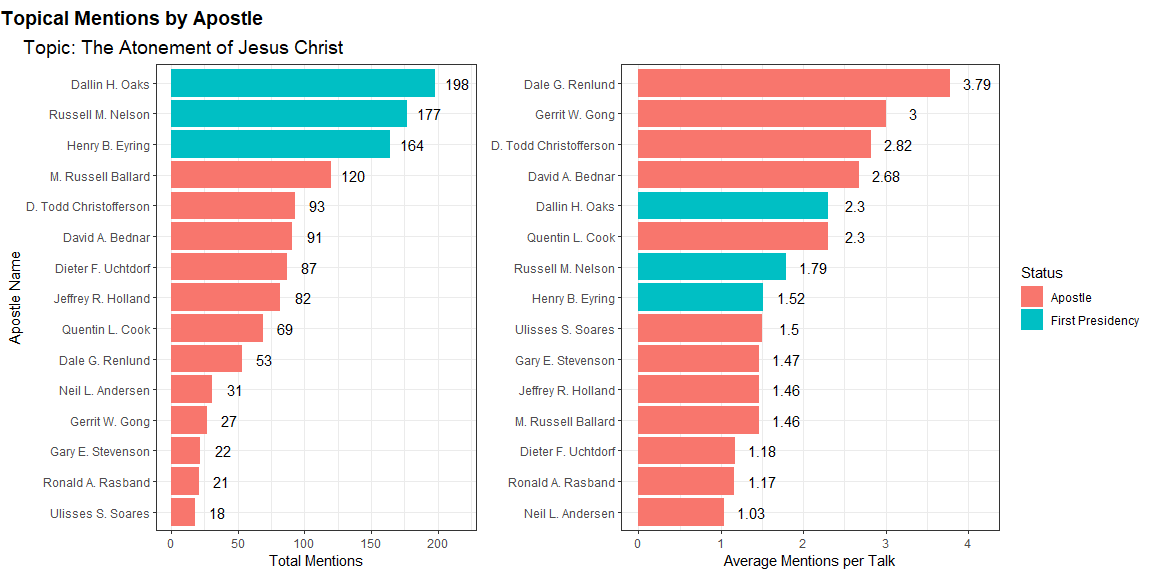 Topical Mentions by Apostle
Topic: The Atonement of Jesus Christ
Apostle Name
Dallin H. Oaks 198
Russell M. Nelson 177
Henry B. Eyring 164
M. Russell Ballard 120
D. Todd Christofferson 93
David A. Bednar 91
Dieter F. Uchtdorf 87
Jeffrey R. Holland 82
Quentin L. Cook 69
Dale G. Renlund 53
Neil L. Andersen 31
Gerrit W. Gong 27
Gary E. Stevenson 22
Ronald A. Rasband 21
Ulisses S. Soares 18
0 50 100 150 200
Total Mentions
Dale G. Renlund 3.79
Gerrit W. Gong 3
D. Todd Christofferson 2.82
David A. Bednar 2.68
Dallin H. Oaks 2.3
Quentin L. Cook 2.3
Russell M. Nelson 1.79
Henry B. Eyring 1.52
Ulisses S. Soares 1.5
Gary E. Stevenson 1.47
Jeffrey R. Holland 1.46
M. Russell Ballard 1.46
Dieter F. Uchtdorf 1.18
Ronald A. Rasband 1.17
Neil L. Andersen 1.03
0 1 2 3 4
Average Mentions per Talk
Status
Apostle
First Presidency